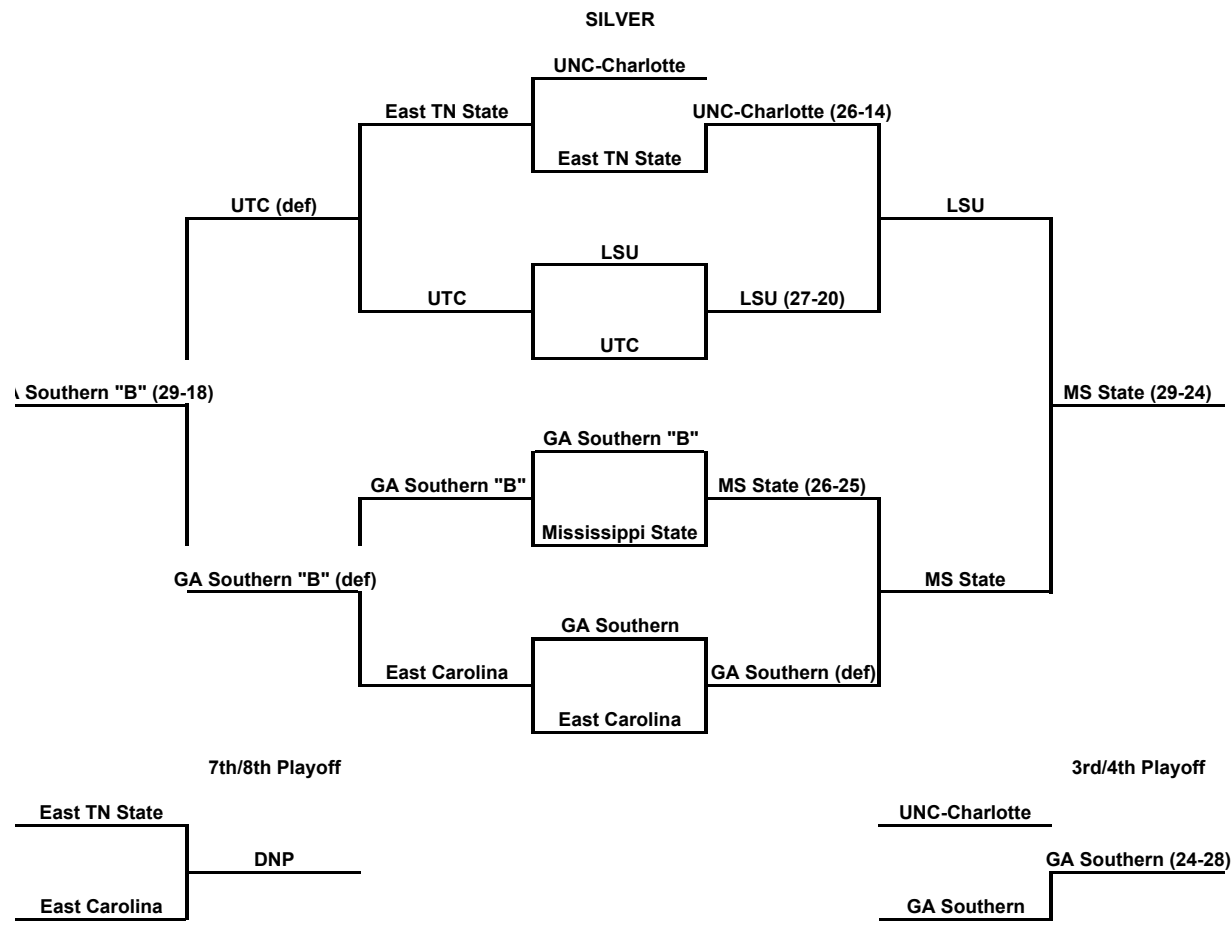 SILVER
UNC-Charlotte
East TN State
UNC-Charlotte (26-14)
East TN State
UTC (def)
LSU
LSU
UTC
LSU (27-20)
UTC
Southern "B" (29-18)
MS State (29-24)
GA Southern "B"
GA Southern "B"
MS State (26-25)
Mississippi State
GA Southern "B" (def)
MS State
GA Southern
East Carolina
GA Southern (def)
East Carolina
7th/8th Playoff
3rd/4th Playoff
East TN State
UNC-Charlotte
DNP
GA Southern (24-28)
East Carolina
GA Southern